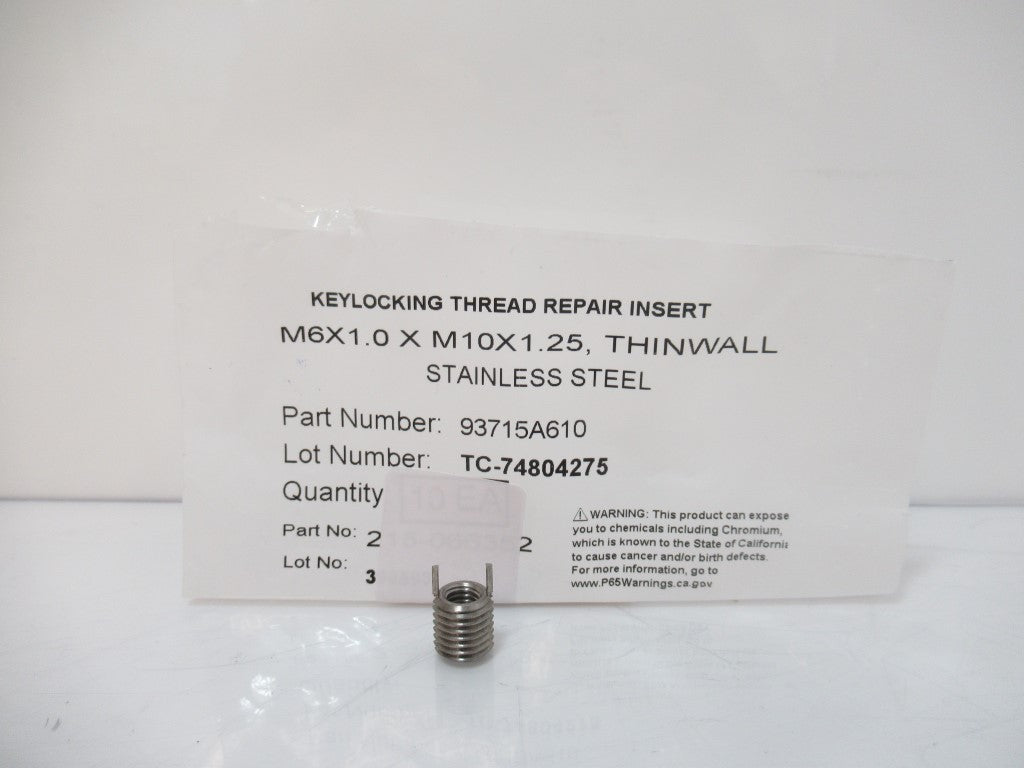 KEYLOCKING THREAD REPAIR INSERT
M6X1.0 X M10X1.25, THINWALL
STAINLESS STEEL
Part Number: 93715A610
Lot Number: TC-74804275
Quantity 10 EA
Part No: 2
Lot No: 3
⚠ WARNING: This product can expose
you to chemicals including Chromium,
which is known to the State of California
to cause cancer and/or birth defects.
For more information, go to
www.P65Warnings.ca.gov